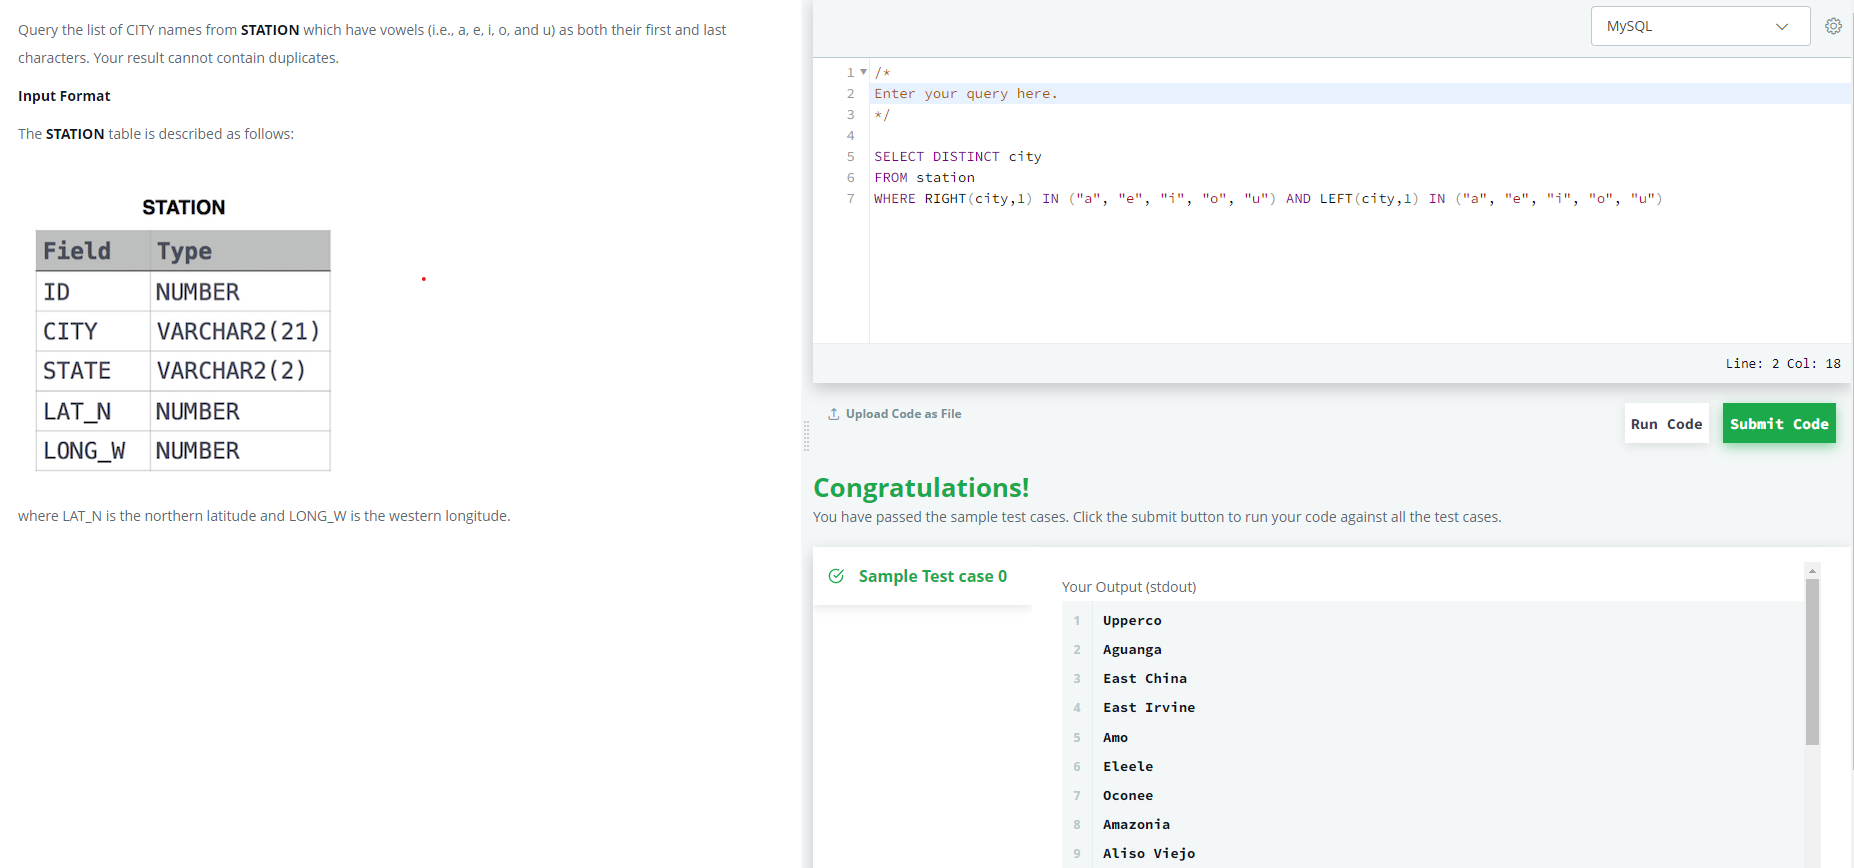 Query the list of CITY names from STATION which have vowels (i.e., a, e, i, o, and u) as both their first and last
characters. Your result cannot contain duplicates.
Input Format
The STATION table is described as follows:
STATION
Field Type
ID NUMBER
CITY VARCHAR2(21)
STATE VARCHAR2(2)
LAT_N NUMBER
LONG_W NUMBER
where LAT_N is the northern latitude and LONG_W is the western longitude.
MySQL
1 /*
2 Enter your query here.
3 */
4
5 SELECT DISTINCT city
6 FROM station
7 WHERE RIGHT(city,1) IN ("a", "e", "i", "o", "u") AND LEFT(city,1) IN ("a", "e", "i", "o", "u")
Line: 2 Col: 18
Upload Code as File
Run Code
Submit Code
Congratulations!
You have passed the sample test cases. Click the submit button to run your code against all the test cases.
Sample Test case 0
Your Output (stdout)
1 Upperco
2 Aguanga
3 East China
4 East Irvine
5 Amo
6 Eleele
7 Oconee
8 Amazonia
9 Aliso Viejo